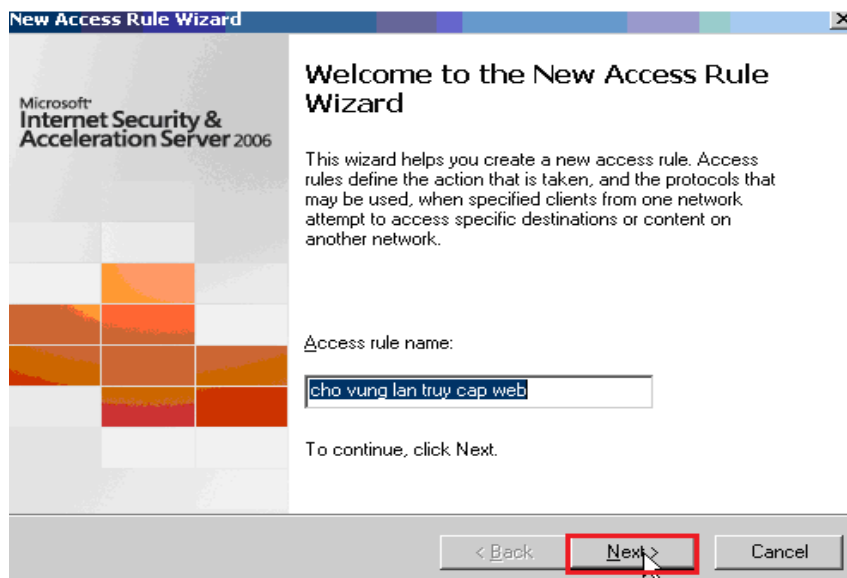 New Access Rule Wizard
Microsoft
Internet Security &
Acceleration Server 2006
Welcome to the New Access Rule
Wizard
This wizard helps you create a new access rule. Access
rules define the action that is taken, and the protocols that
may be used, when specified clients from one network
attempt to access specific destinations or content on
another network.
Access rule name:
cho vung lan truy cap web
To continue, click Next.
< Back
Next >
Cancel